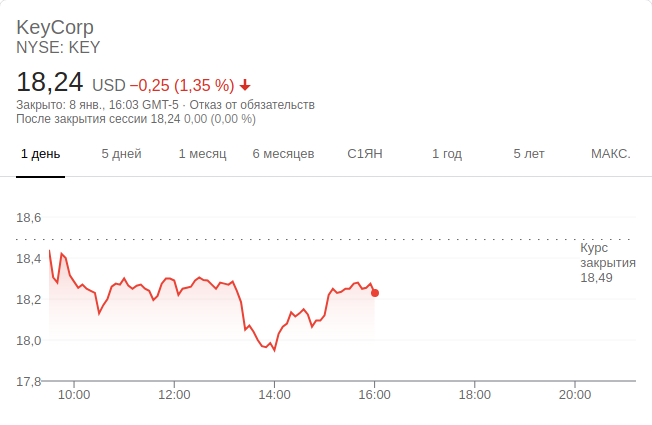 KeyCorp
NYSE: KEY
18,24 USD −0,25 (1,35 %)
Закрыто: 8 янв., 16:03 GMT-5 · Отказ от обязательств
После закрытия сессии 18,24 0,00 (0,00 %)
1 день 5 дней 1 месяц 6 месяцев С1ЯН 1 год 5 лет МАКС.
18,6
Курс
закрытия
18,49
18,4
18,2
18,0
17,8
10:00 12:00 14:00 16:00 18:00 20:00